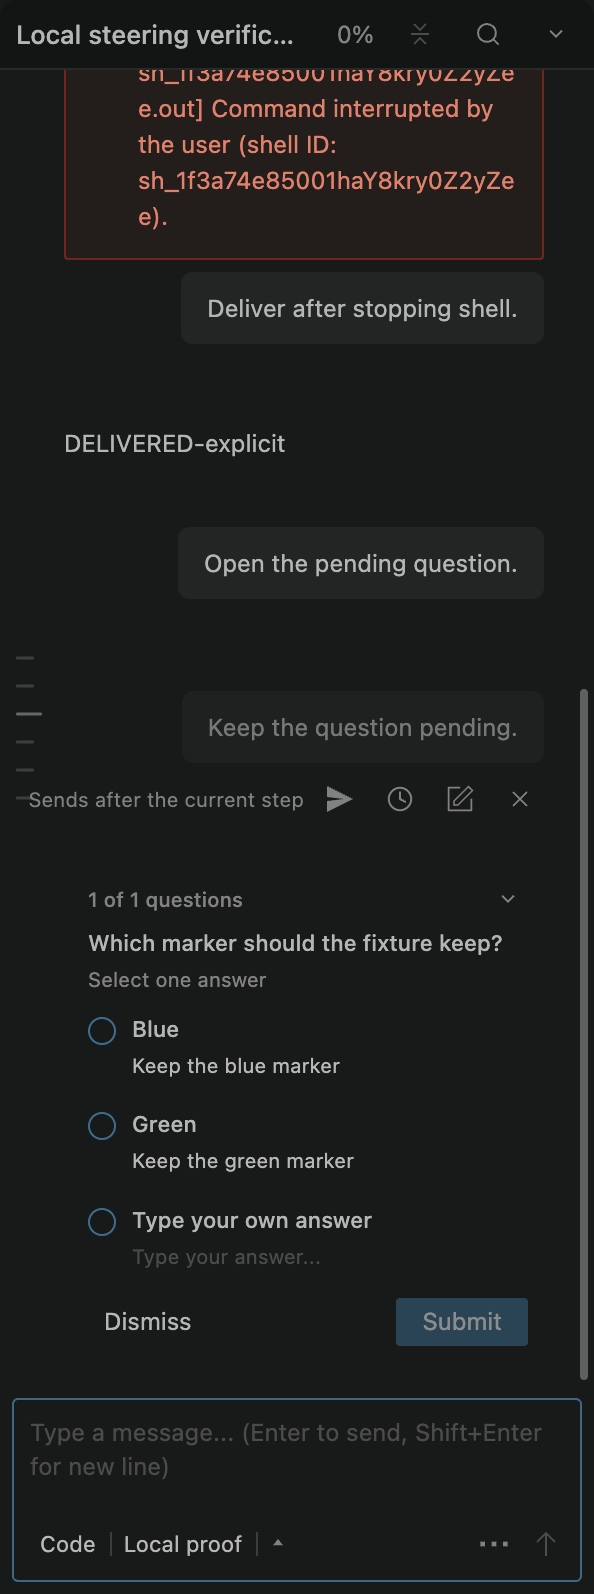 Local steering verific... 0%
sh_1f3a74e85001haY8kry0Z2yZe
e.out] Command interrupted by
the user (shell ID:
sh_1f3a74e85001haY8kry0Z2yZe
e).
Deliver after stopping shell.
DELIVERED-explicit
Open the pending question.
Keep the question pending.
Sends after the current step
1 of 1 questions
Which marker should the fixture keep?
Select one answer
Blue
Keep the blue marker
Green
Keep the green marker
Type your own answer
Type your answer...
Dismiss Submit
Type a message... (Enter to send, Shift+Enter
for new line)
Code Local proof